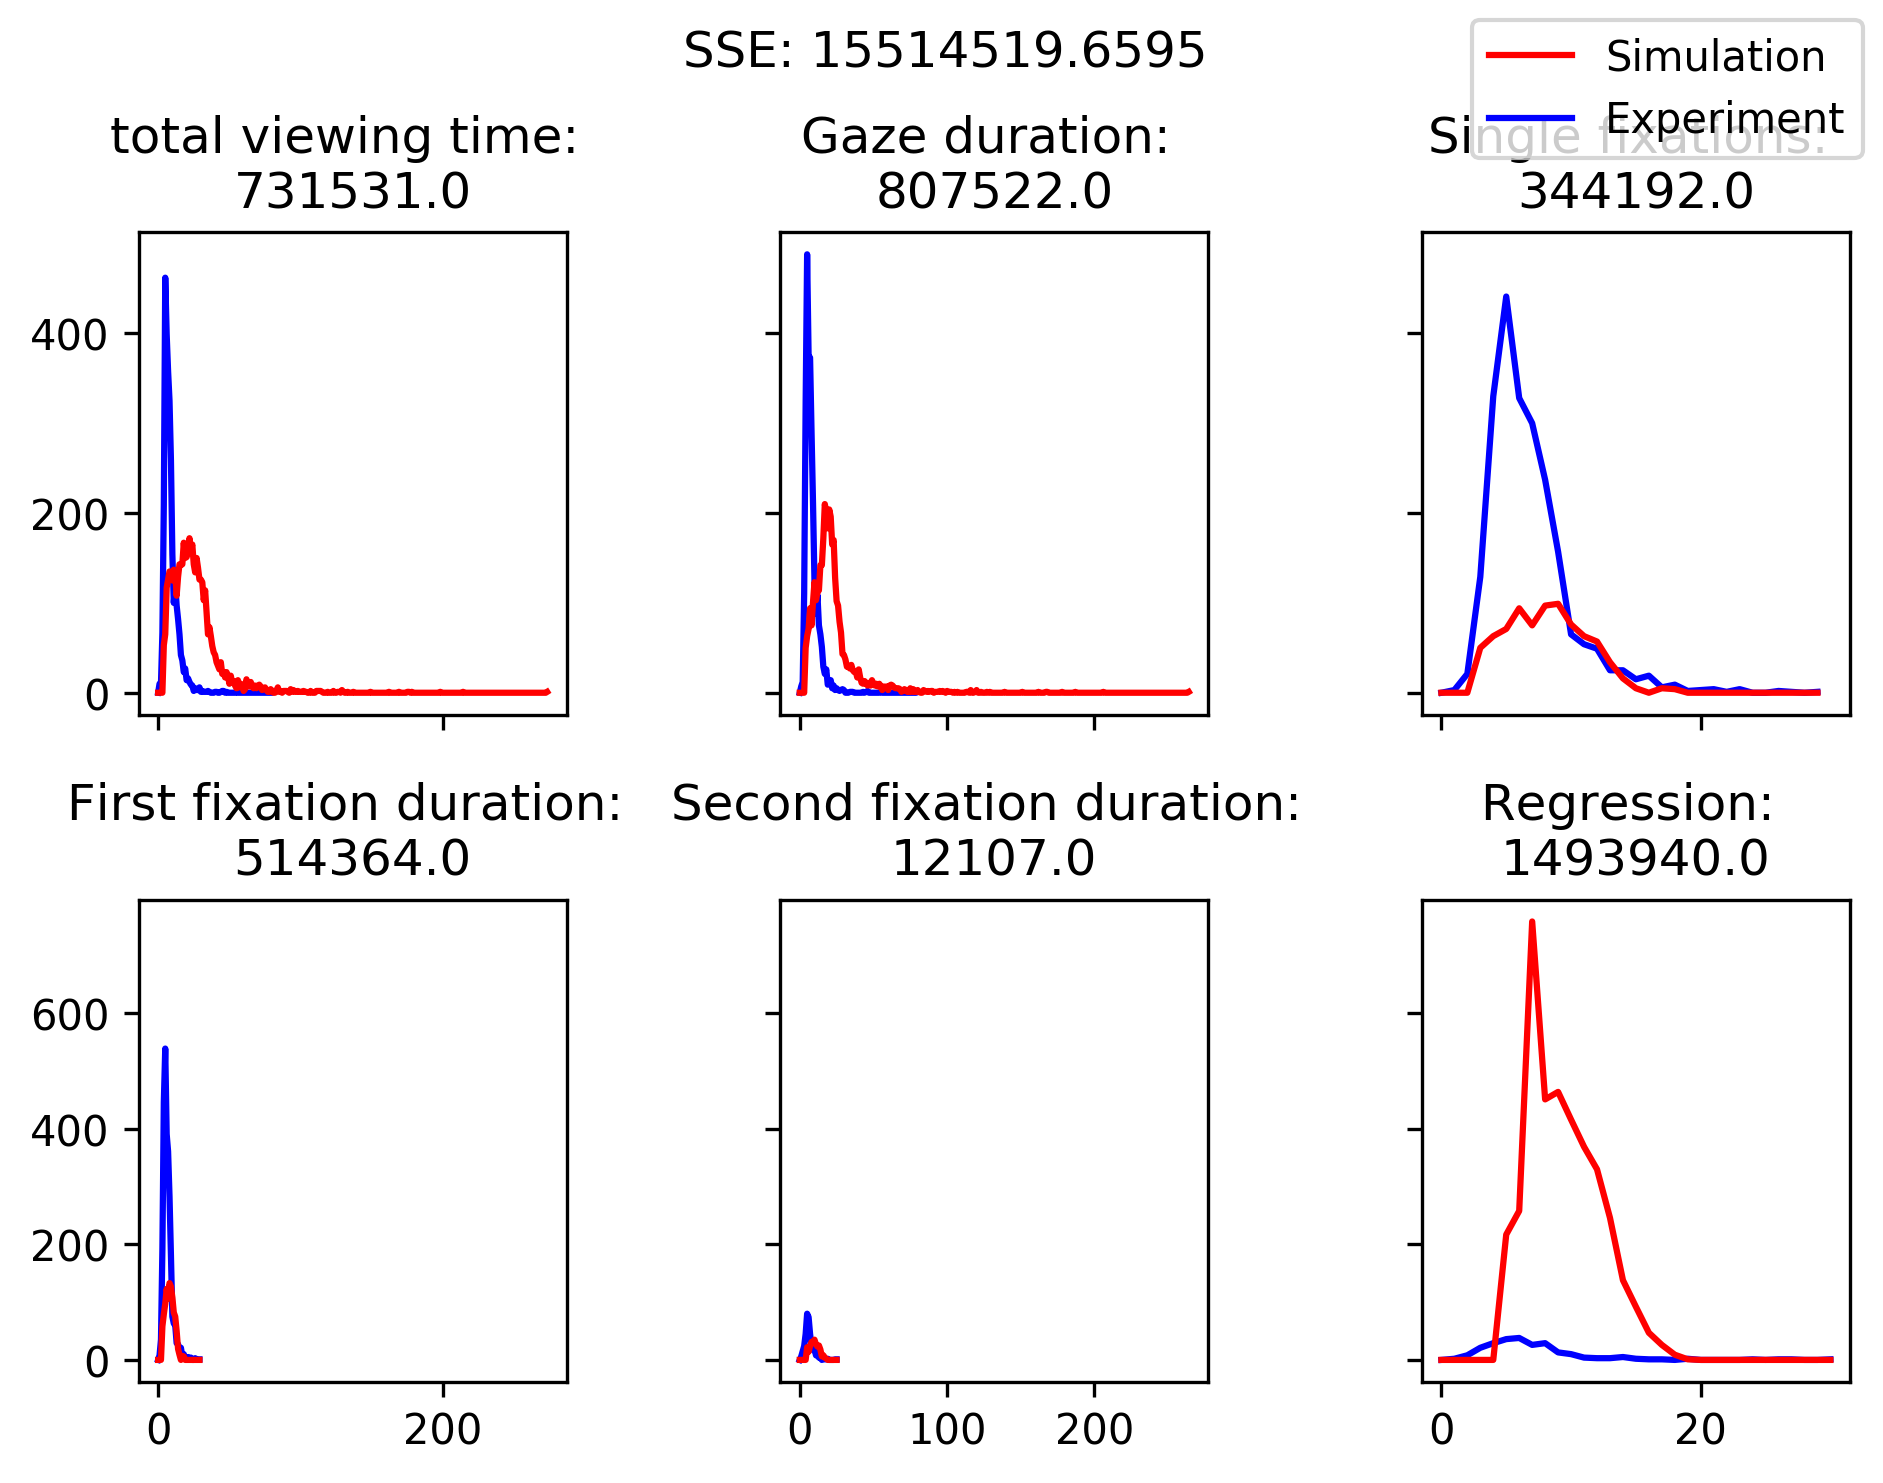 SSE: 15514519.6595
Simulation
Experiment
total viewing time:
731531.0
Gaze duration:
807522.0
Single fixations:
344192.0
400
200
0
First fixation duration:
514364.0
Second fixation duration:
12107.0
Regression:
1493940.0
600
400
200
0
0 200
0 100 200
0 20